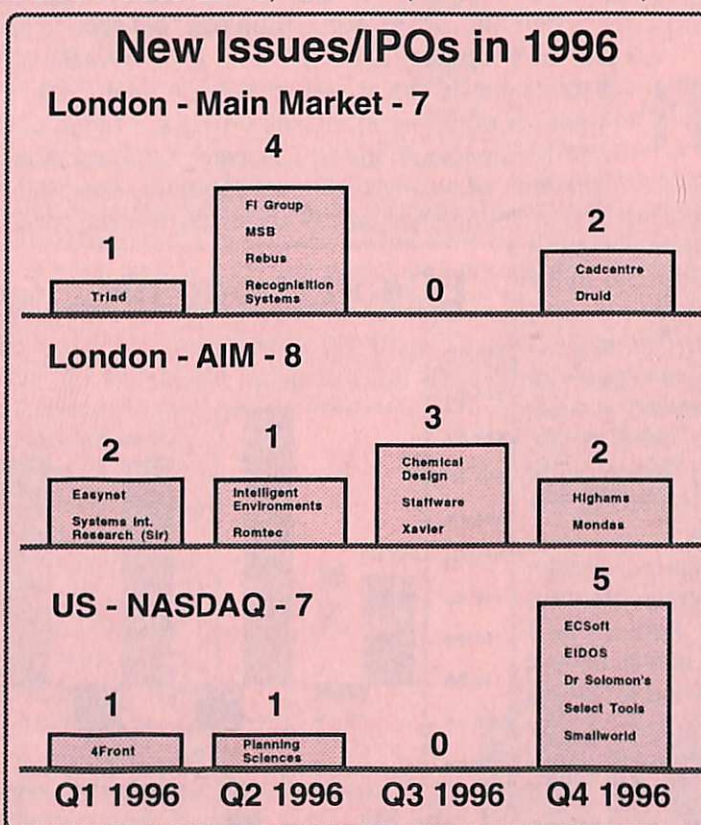 New Issues/IPOs in 1996
London - Main Market - 7
4
FI Group
MSB
Rebus
Recognisition
Systems
1
Triad
0
2
Cadcentre
Druid
London - AIM - 8
2
Easynet
Systems Int.
Research (Sir)
1
Intelligent
Environments
Romtec
3
Chemical
Design
Staffware
Xavier
2
Highams
Mondas
US - NASDAQ - 7
1
4Front
1
Planning
Sciences
0
5
ECSoft
EIDOS
Dr Solomon's
Select Tools
Smallworld
Q1 1996 Q2 1996 Q3 1996 Q4 1996